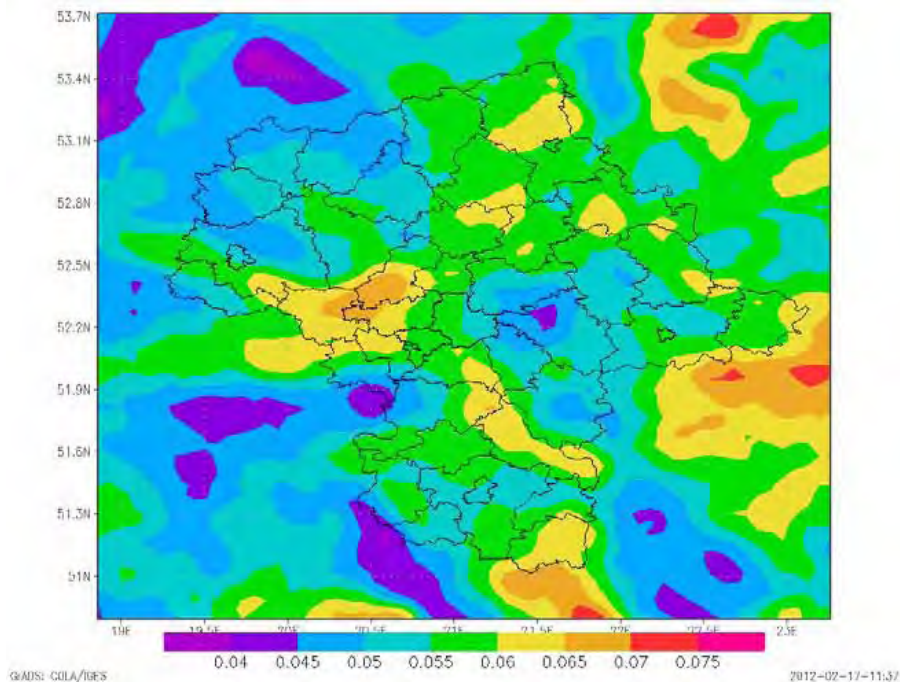 53.7N
53.4N
53.1N
52.8N
52.5N
52.2N
51.9N
51.6N
51.3N
51N
19E 19.5E 20E 20.5E 21E 21.5E 22E 22.5E 23E
0.04 0.045 0.05 0.055 0.06 0.065 0.07 0.075
GrADS: COLA/IGES 2012-02-17-11:37